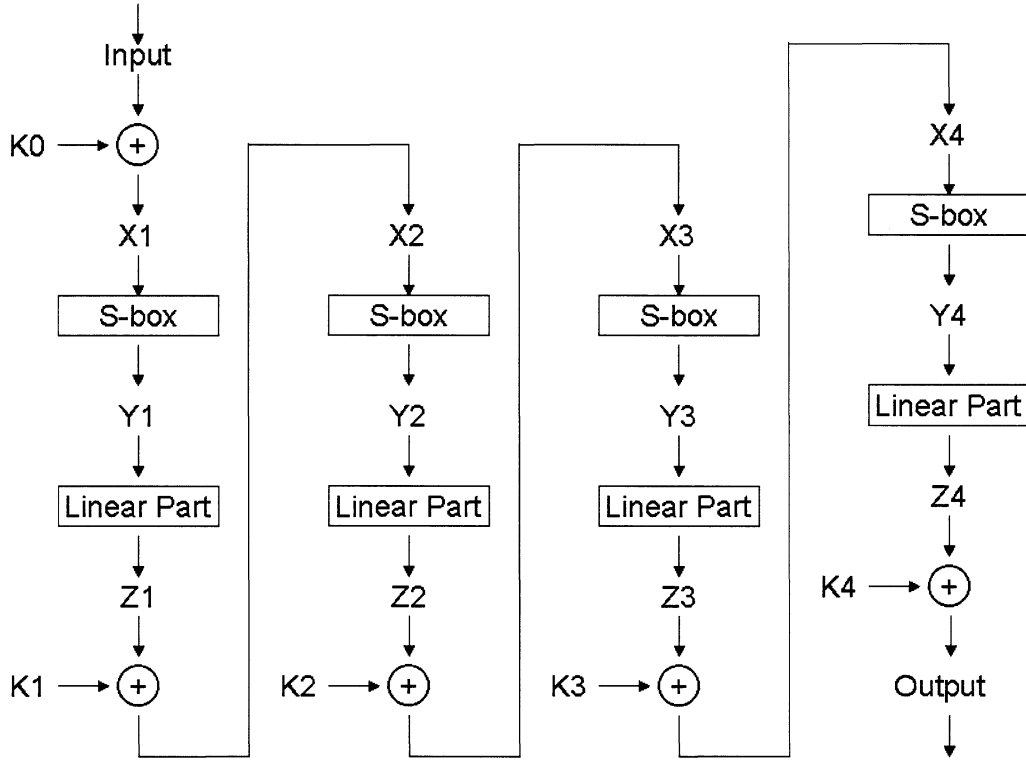 Input
K0
X1
S-box
Y1
Linear Part
Z1
K1
X2
S-box
Y2
Linear Part
Z2
K2
X3
S-box
Y3
Linear Part
Z3
K3
X4
S-box
Y4
Linear Part
Z4
K4
Output